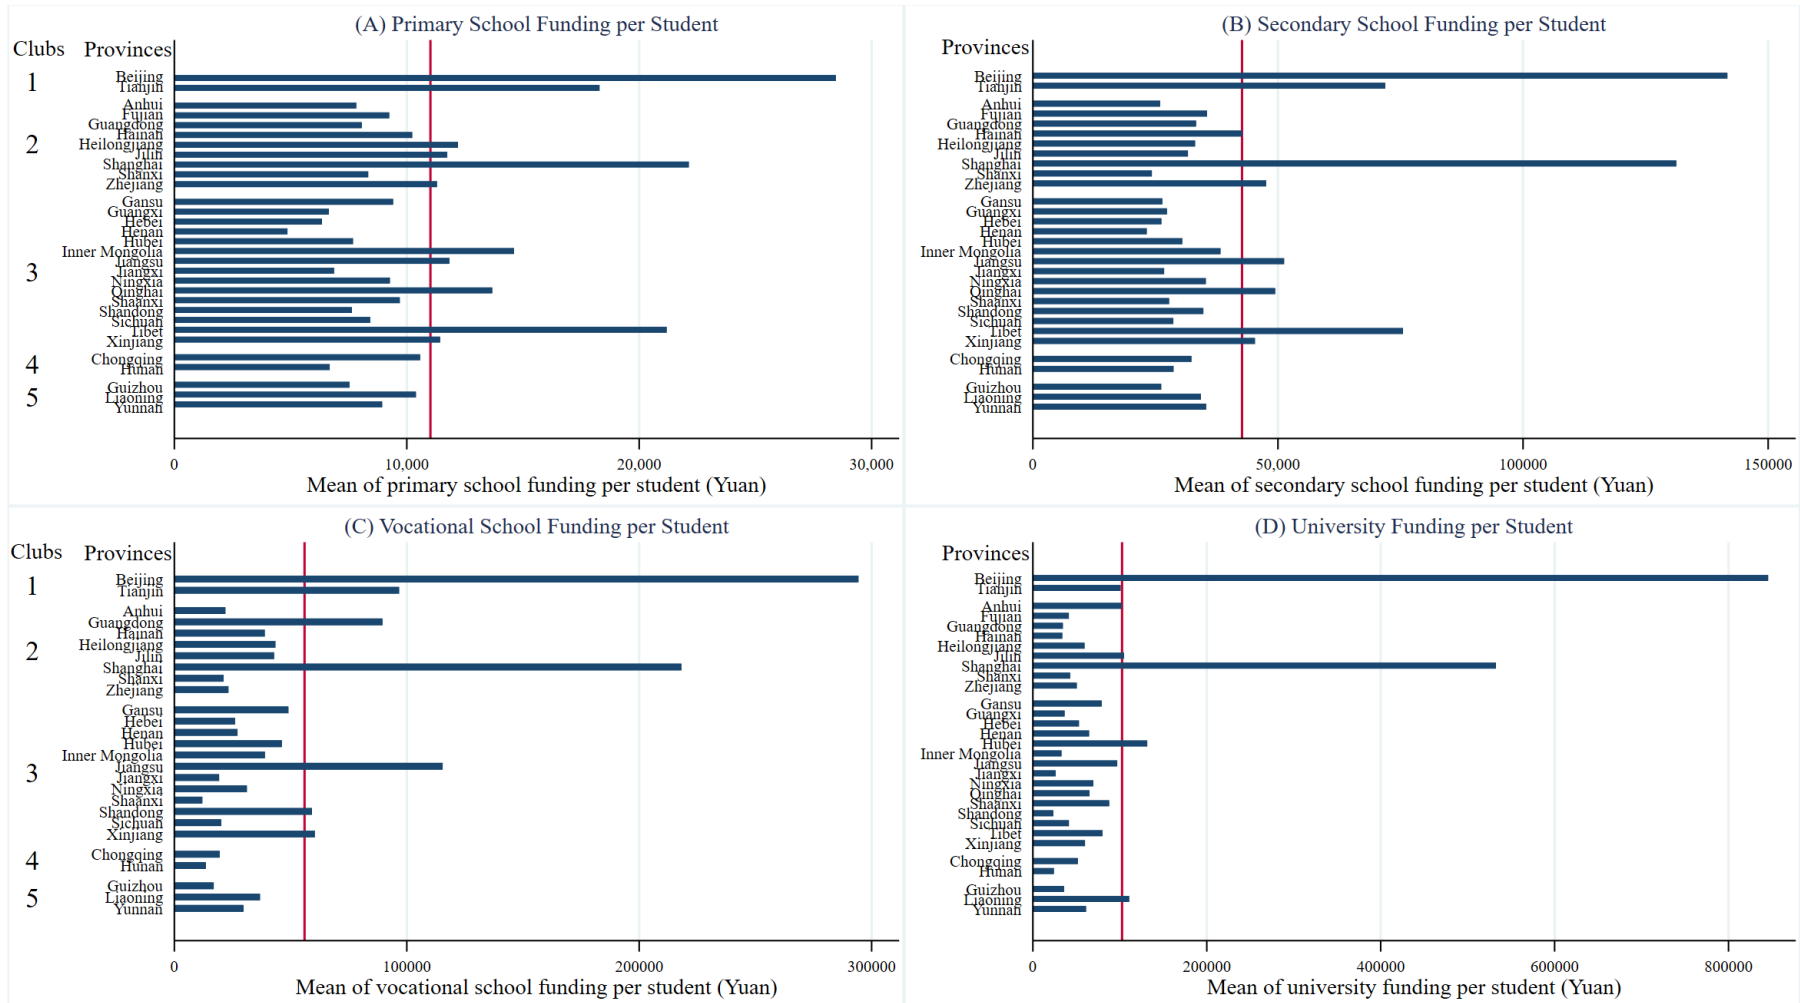 (A) Primary School Funding per Student
Clubs Provinces
1
Beijing
Tianjin
2
Anhui
Fujian
Guangdong
Hainan
Heilongjiang
Jilin
Shanghai
Shanxi
Zhejiang
3
Gansu
Guangxi
Hebei
Henan
Hubei
Inner Mongolia
Jiangsu
Jiangxi
Ningxia
Qinghai
Shaanxi
Shandong
Sichuan
Tibet
Xinjiang
4
Chongqing
Hunan
5
Guizhou
Liaoning
Yunnan
0 10,000 20,000 30,000
Mean of primary school funding per student (Yuan)
(B) Secondary School Funding per Student
Provinces
Beijing
Tianjin
Anhui
Fujian
Guangdong
Hainan
Heilongjiang
Jilin
Shanghai
Shanxi
Zhejiang
Gansu
Guangxi
Hebei
Henan
Hubei
Inner Mongolia
Jiangsu
Jiangxi
Ningxia
Qinghai
Shaanxi
Shandong
Sichuan
Tibet
Xinjiang
Chongqing
Hunan
Guizhou
Liaoning
Yunnan
0 50,000 100000 150000
Mean of secondary school funding per student (Yuan)
(C) Vocational School Funding per Student
Clubs Provinces
1
Beijing
Tianjin
2
Anhui
Guangdong
Hainan
Heilongjiang
Jilin
Shanghai
Shanxi
Zhejiang
3
Gansu
Hebei
Henan
Hubei
Inner Mongolia
Jiangsu
Jiangxi
Ningxia
Shaanxi
Shandong
Sichuan
Xinjiang
4
Chongqing
Hunan
5
Guizhou
Liaoning
Yunnan
0 100000 200000 300000
Mean of vocational school funding per student (Yuan)
(D) University Funding per Student
Provinces
Beijing
Tianjin
Anhui
Fujian
Guangdong
Hainan
Heilongjiang
Jilin
Shanghai
Shanxi
Zhejiang
Gansu
Guangxi
Hebei
Henan
Hubei
Inner Mongolia
Jiangsu
Jiangxi
Ningxia
Qinghai
Shaanxi
Shandong
Sichuan
Tibet
Xinjiang
Chongqing
Hunan
Guizhou
Liaoning
Yunnan
0 200000 400000 600000 800000
Mean of university funding per student (Yuan)